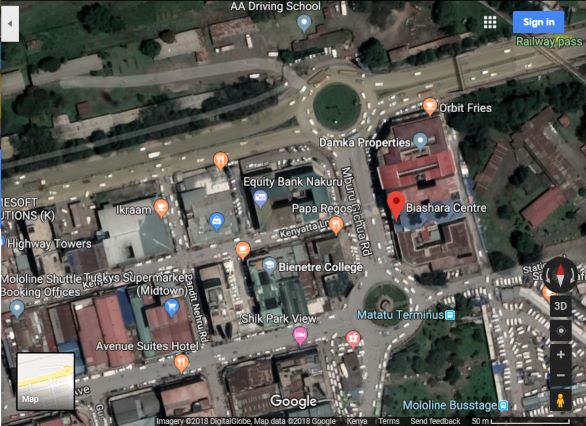 AA Driving School
Sign in
Railway pass
Orbit Fries
Damka Properties
Equity Bank Nakuru
Mburu Gichua Rd
Ikraam
Papa Regos
Biashara Centre
UTIONS (K)
Highway Towers
Kenyatta Ln
Bienetre College
Mololine Shuttle
Booking Offices
Tuskys Supermarket
(Midtown)
Pandit Nehru Rd
Matatu Terminus
3D
Shik Park View
Avenue Suites Hotel
Map
Ave
Google
Mololine Busstage
Imagery ©2018 DigitalGlobe, Map data ©2018 Google Kenya Terms Send feedback 50 m